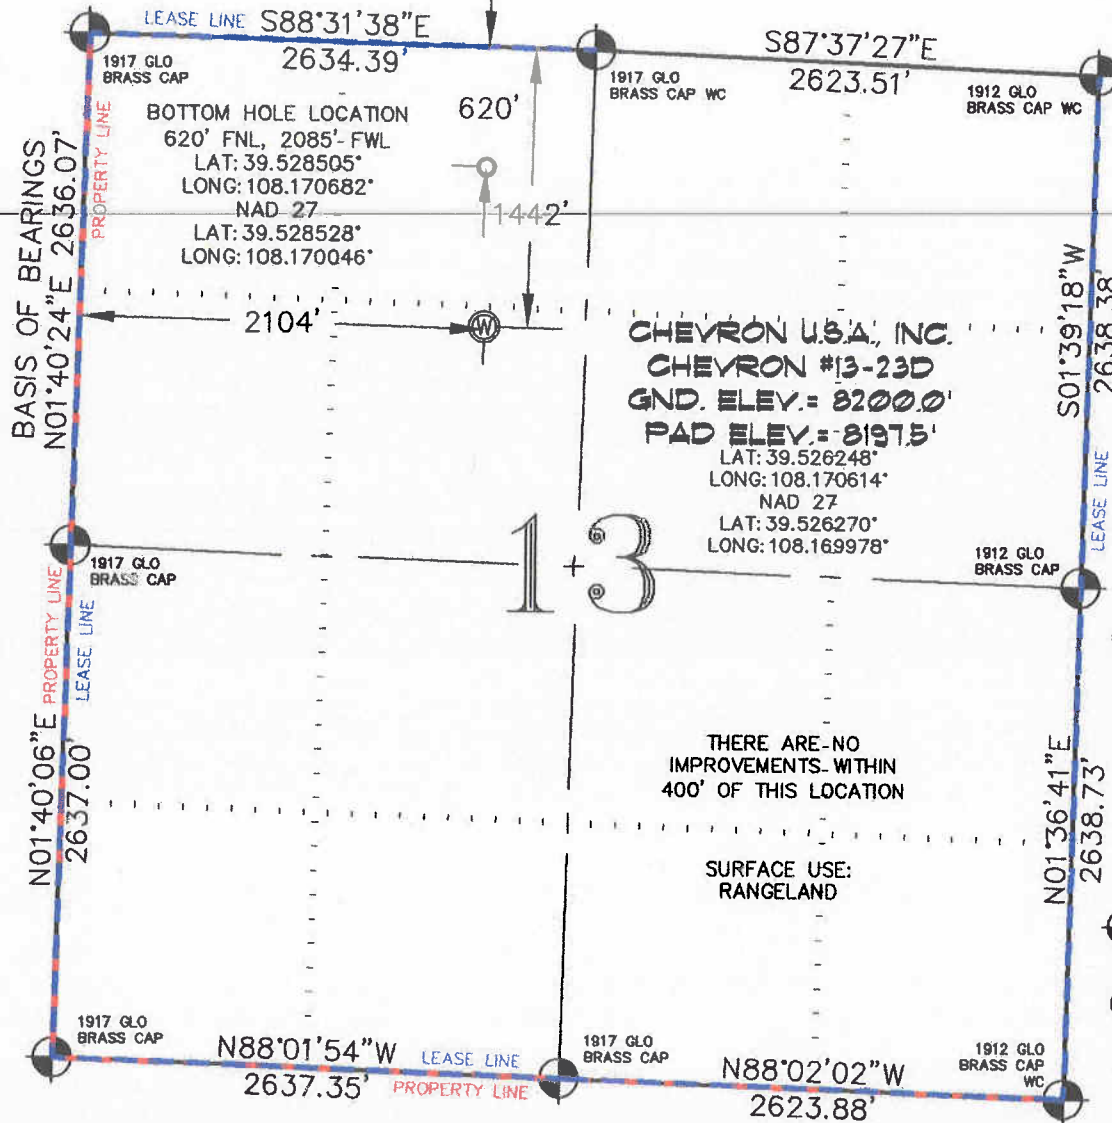 LEASE LINE S88°31'38"E
2634.39'
S87°37'27"E
2623.51'
1917 GLO
BRASS CAP
1917 GLO
BRASS CAP WC
1912 GLO
BRASS CAP WC
BOTTOM HOLE LOCATION
620' FNL, 2085' FWL
LAT: 39.528505°
LONG: 108.170682°
NAD 27
LAT: 39.528528°
LONG: 108.170046°
620'
1442'
PROPERTY LINE
BASIS OF BEARINGS
N01°40'24"E 2636.07'
2104'
W
CHEVRON U.S.A., INC.
CHEVRON #13-23D
GND. ELEV.= 8200.0'
PAD ELEV.= 8197.5'
LAT: 39.526248°
LONG: 108.170614°
NAD 27
LAT: 39.526270°
LONG: 108.169978°
S01°39'18"W
2638.38'
LEASE LINE
13
1917 GLO
BRASS CAP
1912 GLO
BRASS CAP
N01°40'06"E PROPERTY LINE
2637.00'
LEASE LINE
THERE ARE NO
IMPROVEMENTS WITHIN
400' OF THIS LOCATION
SURFACE USE:
RANGELAND
N01°36'41"E
2638.73'
1917 GLO
BRASS CAP
N88°01'54"W LEASE LINE
2637.35' PROPERTY LINE
1917 GLO
BRASS CAP
N88°02'02"W
2623.88'
1912 GLO
BRASS CAP
WC